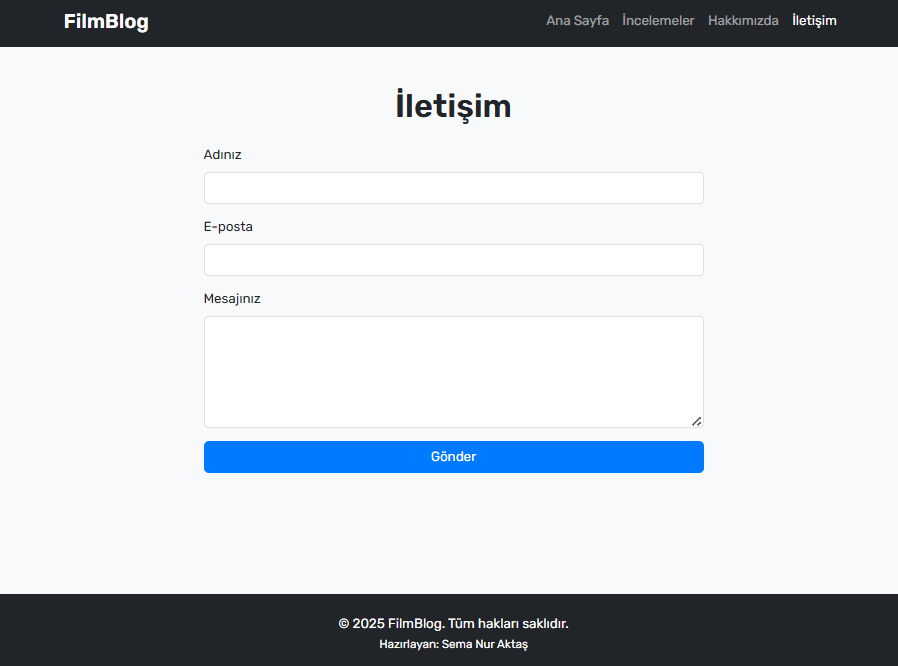 FilmBlog
Ana Sayfa İncelemeler Hakkımızda İletişim
İletişim
Adınız
E-posta
Mesajınız
Gönder
© 2025 FilmBlog. Tüm hakları saklıdır.
Hazırlayan: Sema Nur Aktaş